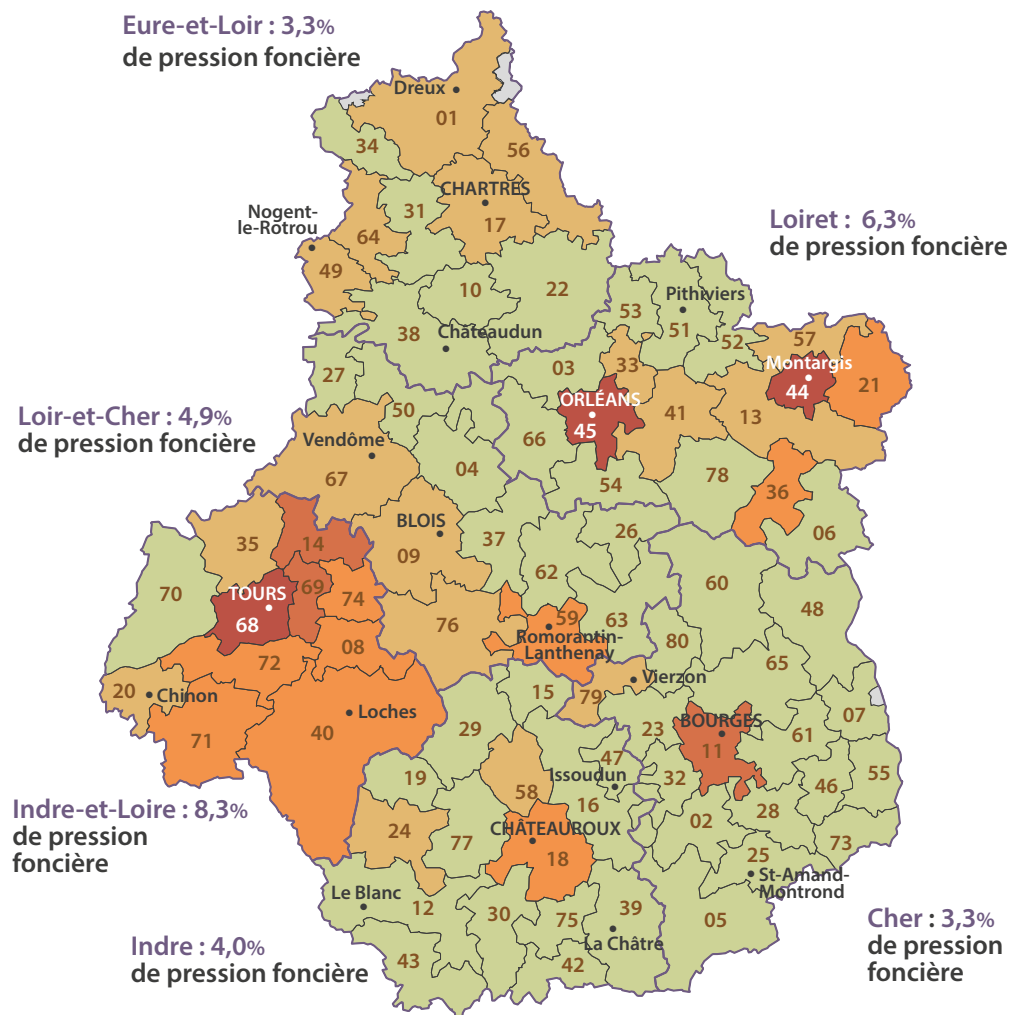 Eure-et-Loir : 3,3%
de pression foncière
Dreux
01
34
56
CHARTRES
31
17
Nogent-
le-Rotrou
64
49
Loiret : 6,3%
de pression foncière
10
22
Pithiviers
53
51
38
Châteaudun
52
57
03
33
Montargis
27
44
21
ORLÉANS
45
41
13
Loir-et-Cher : 4,9%
de pression foncière
50
Vendôme
66
04
67
54
78
36
BLOIS
35
14
37
26
06
09
62
60
70
69
74
48
TOURS
68
59
63
76
Romorantin-
Lanthenay
80
08
72
65
20
Chinon
Vierzon
15
79
Loches
07
40
29
23
BOURGES
71
11
61
47
19
Issoudun
32
55
58
16
46
Indre-et-Loire : 8,3%
de pression
foncière
24
CHÂTEAUROUX
02
28
77
18
73
25
St-Amand-
Montrond
Le Blanc
12
30
75
39
05
Cher : 3,3%
de pression
foncière
La Châtre
Indre : 4,0%
de pression foncière
43
42